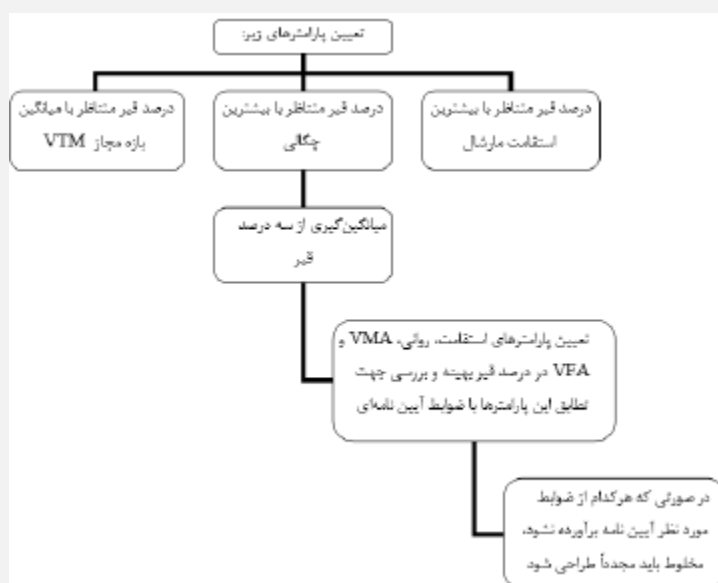 تعیین پارامترهای زیر:
درصد قیر متناظر با بیشترین
استقامت مارشال
درصد قیر متناظر با بیشترین
چگالی
درصد قیر متناظر با میانگین
بازه مجاز VTM
میانگین‌گیری از سه درصد
قیر
تعیین پارامترهای استقامت، روانی، VMA و
VFA در درصد قیر بهینه و بررسی جهت
تطابق این پارامترها با ضوابط آیین نامه‌ای
در صورتی که هرکدام از ضوابط
مورد نظر آیین نامه برآورده نشود،
مخلوط باید مجدداً طراحی شود